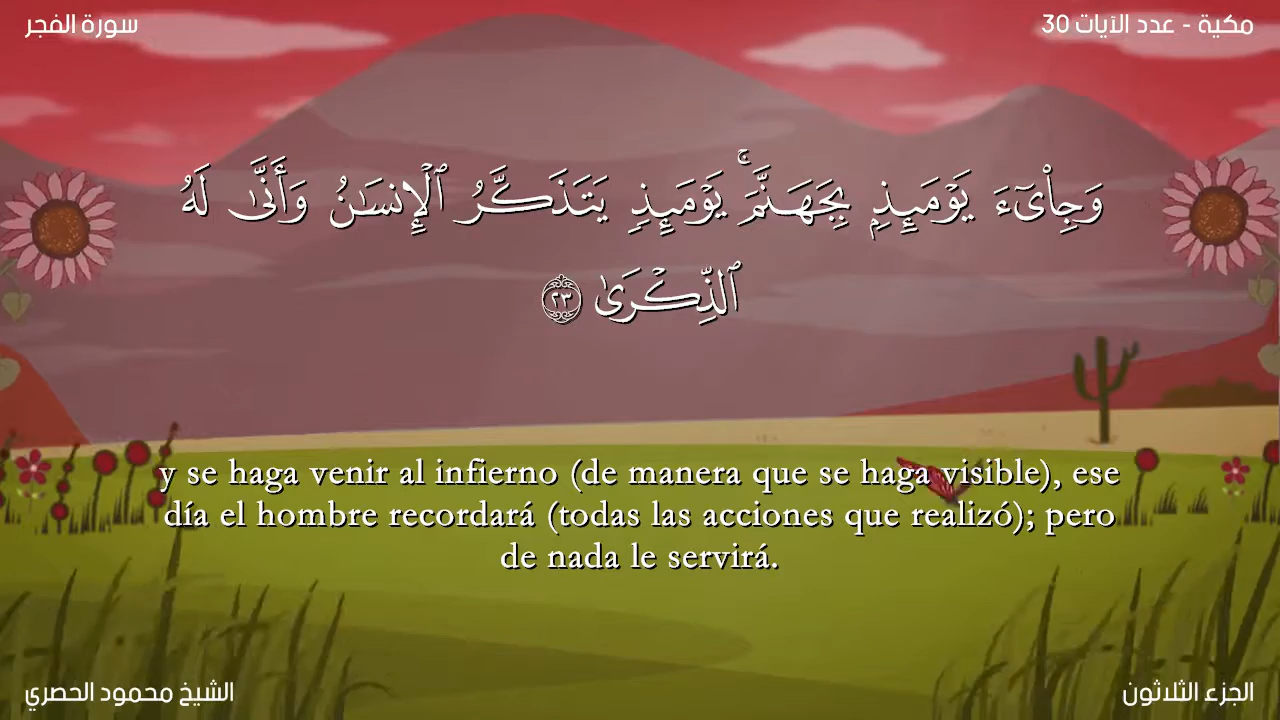 سورة الفجر
مكية - عدد الآيات 30
وَجِا۟ىٓءَ يَوْمَئِذٍۭ بِجَهَنَّمَ ۚ يَوْمَئِذٍ يَتَذَكَّرُ ٱلْإِنسَـٰنُ وَأَنَّىٰ لَهُ
ٱلذِّكْرَىٰ ٢٣
y se haga venir al infierno (de manera que se haga visible), ese
día el hombre recordará (todas las acciones que realizó); pero
de nada le servirá.
الشيخ محمود الحصري
الجزء الثلاثون